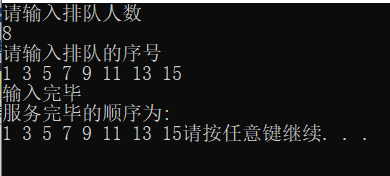 请输入排队人数
8
请输入排队的序号
1 3 5 7 9 11 13 15
输入完毕
服务完毕的顺序为:
1 3 5 7 9 11 13 15请按任意键继续. . .